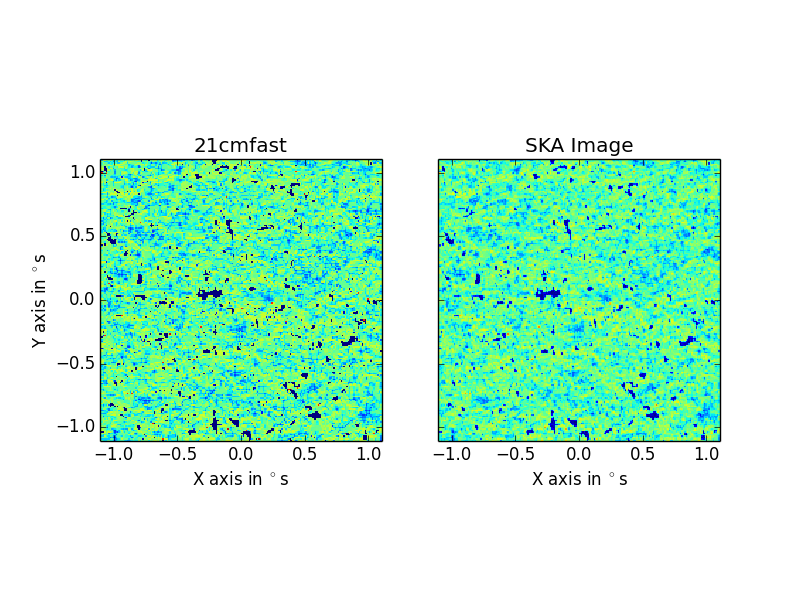 21cmfast
SKA Image
1.0
0.5
0.0
−0.5
−1.0
Y axis in °s
−1.0 −0.5 0.0 0.5 1.0
−1.0 −0.5 0.0 0.5 1.0
X axis in °s
X axis in °s